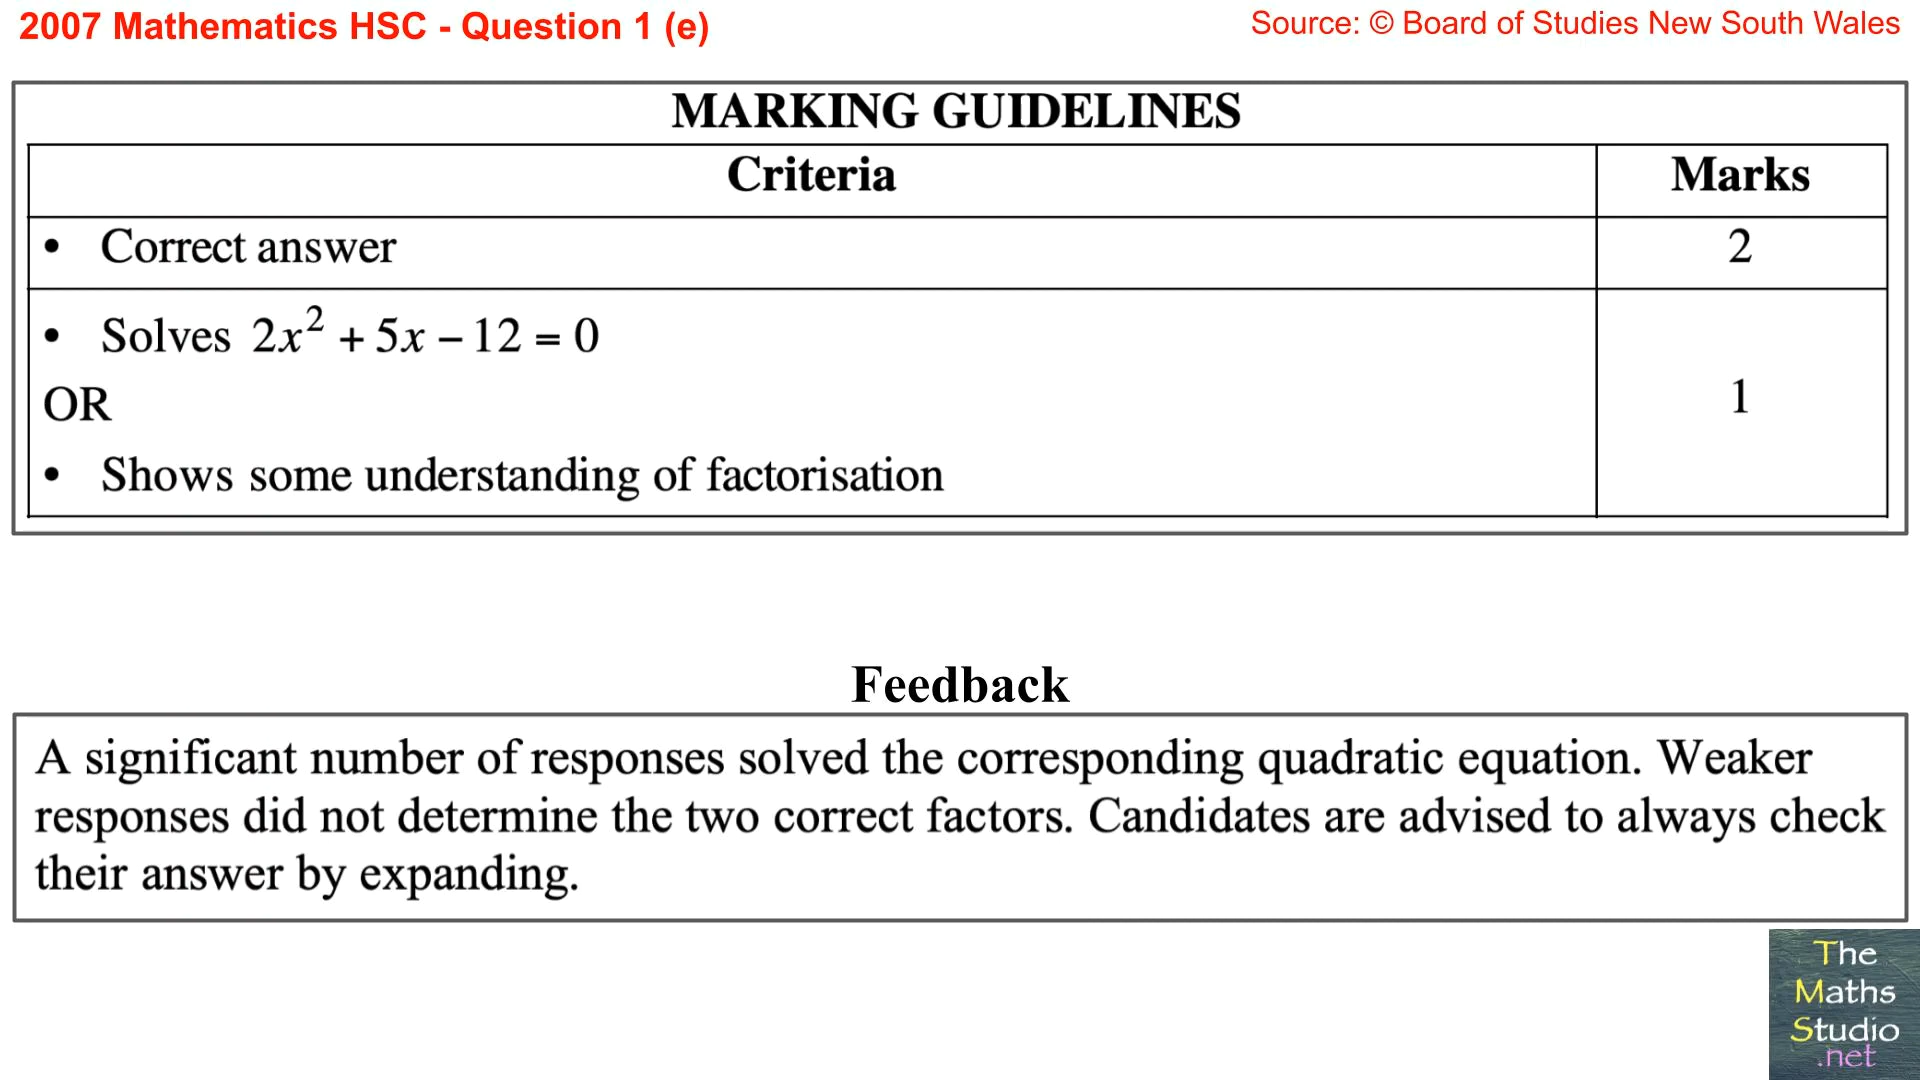 2007 Mathematics HSC - Question 1 (e)
Source: © Board of Studies New South Wales
MARKING GUIDELINES
Criteria Marks
• Correct answer 2
• Solves 2x² + 5x – 12 = 0
OR 1
• Shows some understanding of factorisation
Feedback
A significant number of responses solved the corresponding quadratic equation. Weaker
responses did not determine the two correct factors. Candidates are advised to always check
their answer by expanding.
The
Maths
Studio
.net